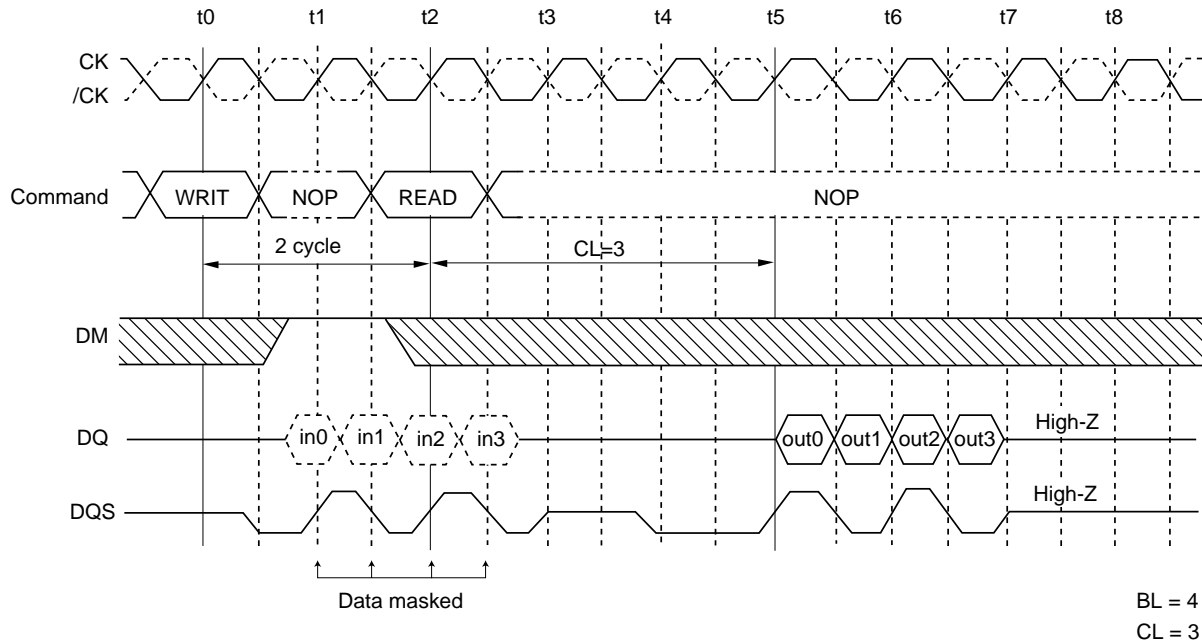 t0 t1 t2 t3 t4 t5 t6 t7 t8
CK
/CK
Command WRIT NOP READ NOP
2 cycle CL=3
DM
DQ in0 in1 in2 in3 out0 out1 out2 out3 High-Z
DQS High-Z
Data masked
BL = 4
CL = 3